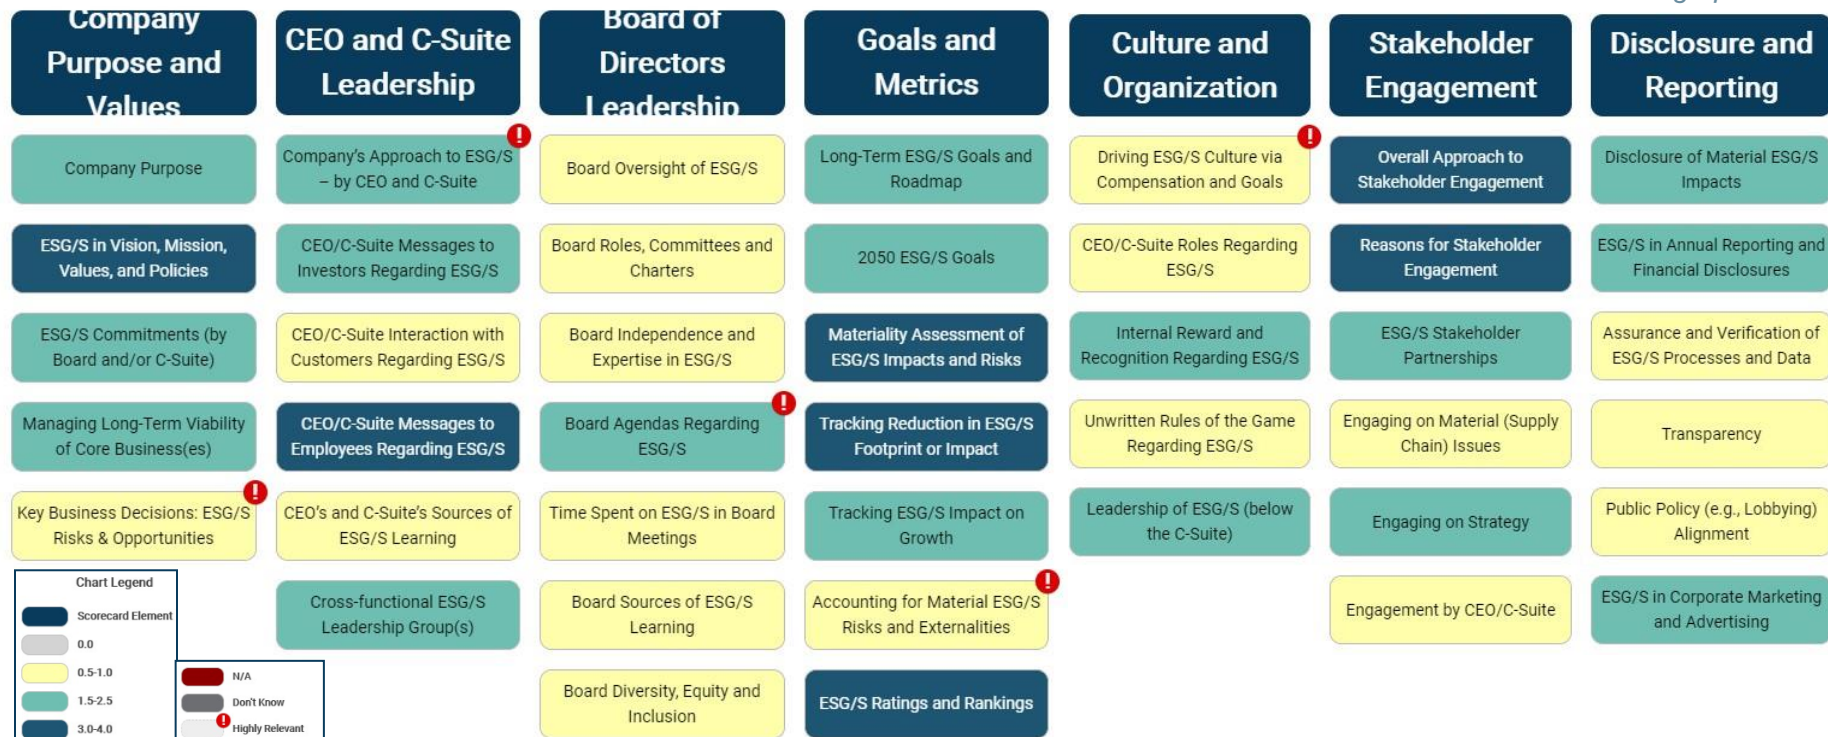 Company
Purpose and
Values
CEO and C-Suite
Leadership
Board of
Directors
Leadership
Goals and
Metrics
Culture and
Organization
Stakeholder
Engagement
Disclosure and
Reporting
Company Purpose
ESG/S in Vision, Mission,
Values, and Policies
ESG/S Commitments (by
Board and/or C-Suite)
Managing Long-Term Viability
of Core Business(es)
Key Business Decisions: ESG/S
Risks & Opportunities
Company's Approach to ESG/S
– by CEO and C-Suite
CEO/C-Suite Messages to
Investors Regarding ESG/S
CEO/C-Suite Interaction with
Customers Regarding ESG/S
CEO/C-Suite Messages to
Employees Regarding ESG/S
CEO's and C-Suite's Sources of
ESG/S Learning
Cross-functional ESG/S
Leadership Group(s)
Board Oversight of ESG/S
Board Roles, Committees and
Charters
Board Independence and
Expertise in ESG/S
Board Agendas Regarding
ESG/S
Time Spent on ESG/S in Board
Meetings
Board Sources of ESG/S
Learning
Board Diversity, Equity and
Inclusion
Long-Term ESG/S Goals and
Roadmap
2050 ESG/S Goals
Materiality Assessment of
ESG/S Impacts and Risks
Tracking Reduction in ESG/S
Footprint or Impact
Tracking ESG/S Impact on
Growth
Accounting for Material ESG/S
Risks and Externalities
ESG/S Ratings and Rankings
Driving ESG/S Culture via
Compensation and Goals
CEO/C-Suite Roles Regarding
ESG/S
Internal Reward and
Recognition Regarding ESG/S
Unwritten Rules of the Game
Regarding ESG/S
Leadership of ESG/S (below
the C-Suite)
Overall Approach to
Stakeholder Engagement
Reasons for Stakeholder
Engagement
ESG/S Stakeholder
Partnerships
Engaging on Material (Supply
Chain) Issues
Engaging on Strategy
Engagement by CEO/C-Suite
Disclosure of Material ESG/S
Impacts
ESG/S in Annual Reporting and
Financial Disclosures
Assurance and Verification of
ESG/S Processes and Data
Transparency
Public Policy (e.g., Lobbying)
Alignment
ESG/S in Corporate Marketing
and Advertising
Chart Legend
Scorecard Element
0.0
0.5-1.0
1.5-2.5
3.0-4.0
N/A
Don't Know
Highly Relevant